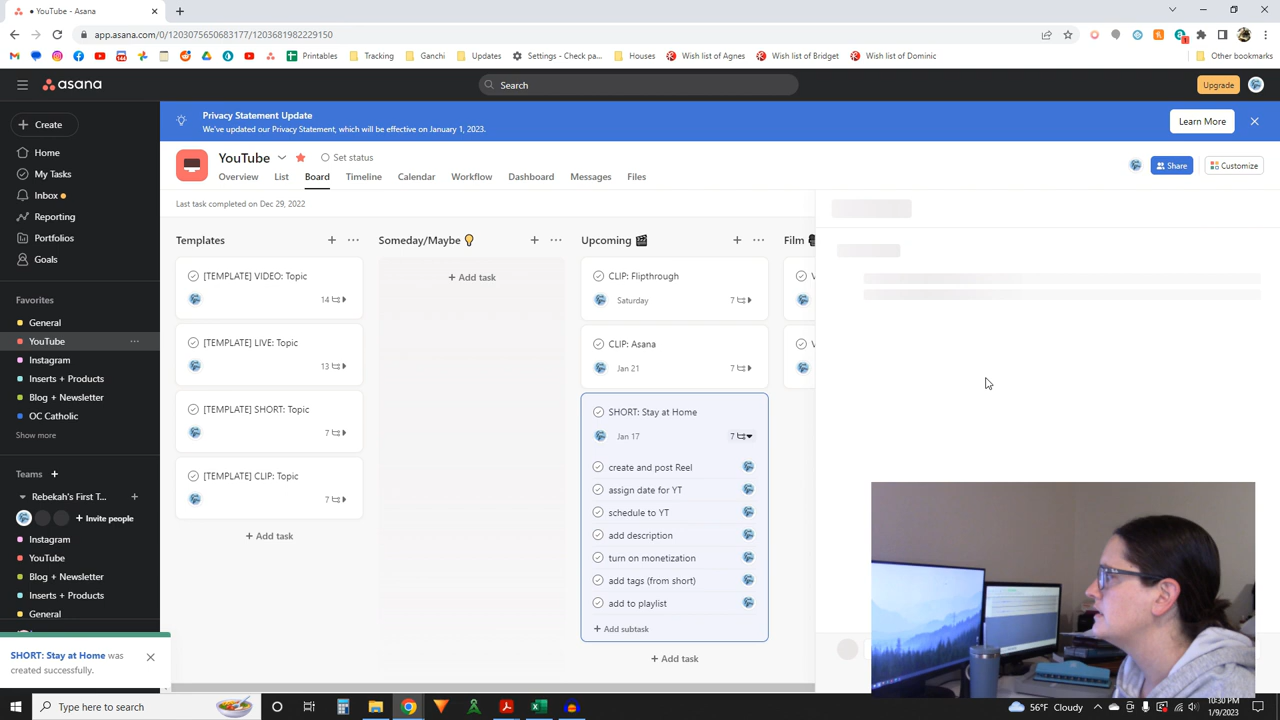 ● YouTube - Asana
app.asana.com/0/1203075650683177/1203681982229150
Gmail
YouTube
Instagram
Facebook
YouTube
Printables
Tracking
Ganchi
Updates
Settings - Check pa...
Houses
Wish list of Agnes
Wish list of Bridget
Wish list of Dominic
Other bookmarks
asana
Search
Upgrade
Create
Home
My Tasks
Inbox
Reporting
Portfolios
Goals
Favorites
General
YouTube
Instagram
Inserts + Products
Blog + Newsletter
OC Catholic
Show more
Teams
Rebekah's First T...
Invite people
Instagram
YouTube
Blog + Newsletter
Inserts + Products
General
SHORT: Stay at Home was
created successfully.
Privacy Statement Update
We've updated our Privacy Statement, which will be effective on January 1, 2023.
Learn More
YouTube
Set status
Share
Customize
Overview
List
Board
Timeline
Calendar
Workflow
Dashboard
Messages
Files
Last task completed on Dec 29, 2022
Templates
[TEMPLATE] VIDEO: Topic
14
[TEMPLATE] LIVE: Topic
13
[TEMPLATE] SHORT: Topic
7
[TEMPLATE] CLIP: Topic
7
+ Add task
Someday/Maybe
+ Add task
Upcoming
CLIP: Flipthrough
Saturday
7
CLIP: Asana
Jan 21
7
SHORT: Stay at Home
Jan 17
7
create and post Reel
assign date for YT
schedule to YT
add description
turn on monetization
add tags (from short)
add to playlist
+ Add subtask
+ Add task
Film
V
V
Type here to search
56°F Cloudy
10:30 PM
1/9/2023